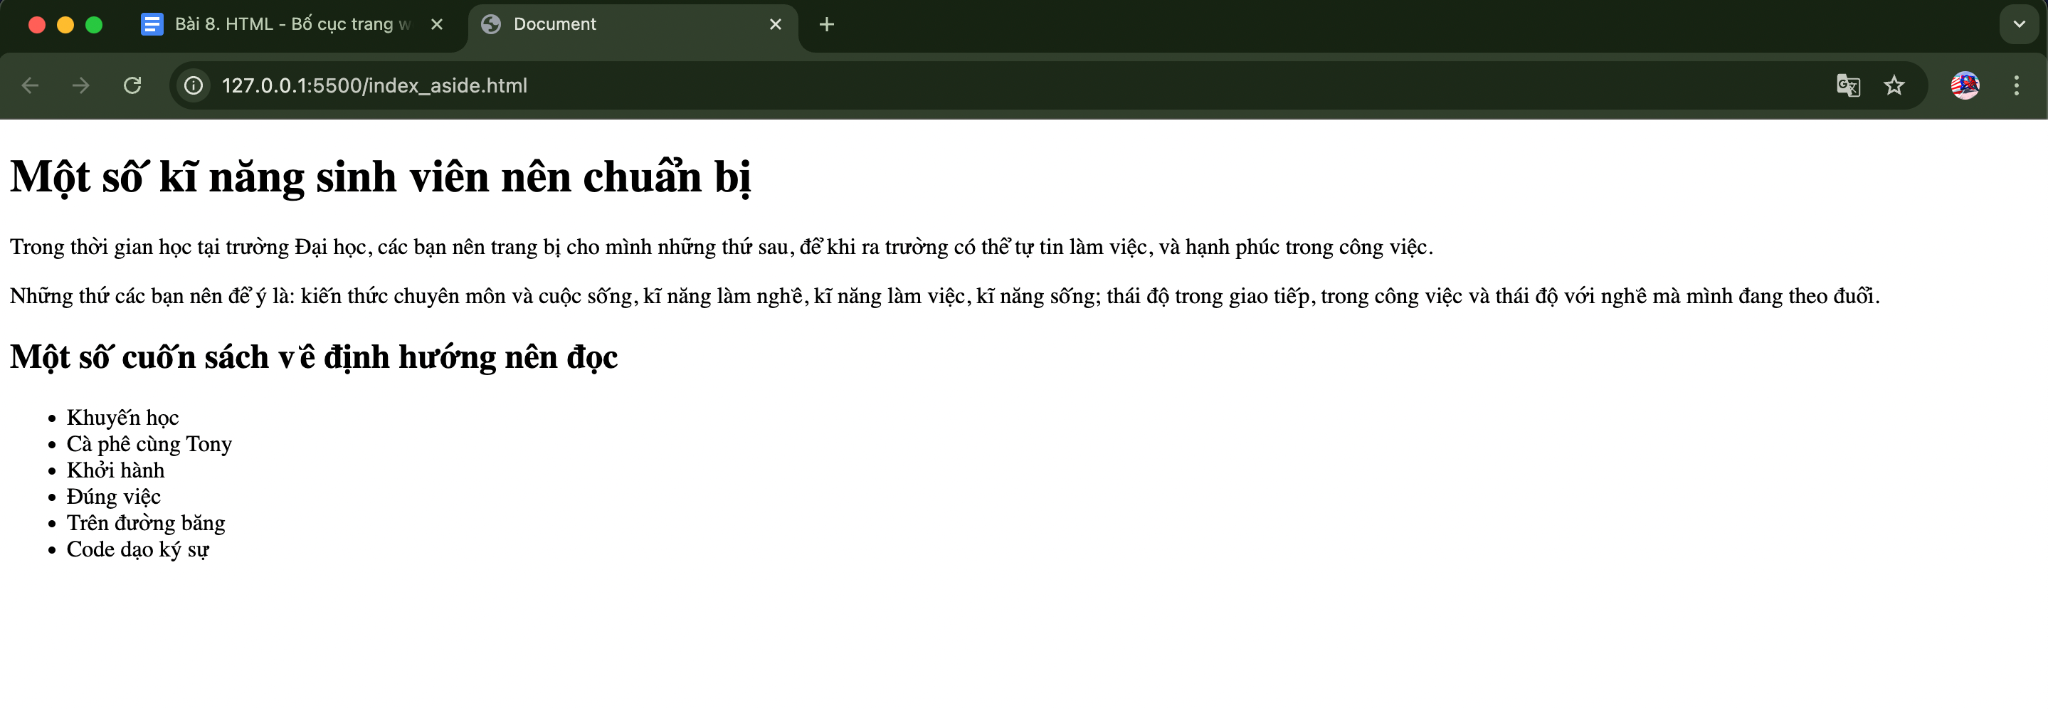 Bài 8. HTML - Bố cục trang w
Document
127.0.0.1:5500/index_aside.html
Một số kĩ năng sinh viên nên chuẩn bị
Trong thời gian học tại trường Đại học, các bạn nên trang bị cho mình những thứ sau, để khi ra trường có thể tự tin làm việc, và hạnh phúc trong công việc.
Những thứ các bạn nên để ý là: kiến thức chuyên môn và cuộc sống, kĩ năng làm nghề, kĩ năng làm việc, kĩ năng sống; thái độ trong giao tiếp, trong công việc và thái độ với nghề mà mình đang theo đuổi.
Một số cuốn sách về định hướng nên đọc
Khuyến học
Cà phê cùng Tony
Khởi hành
Đúng việc
Trên đường băng
Code dạo ký sự